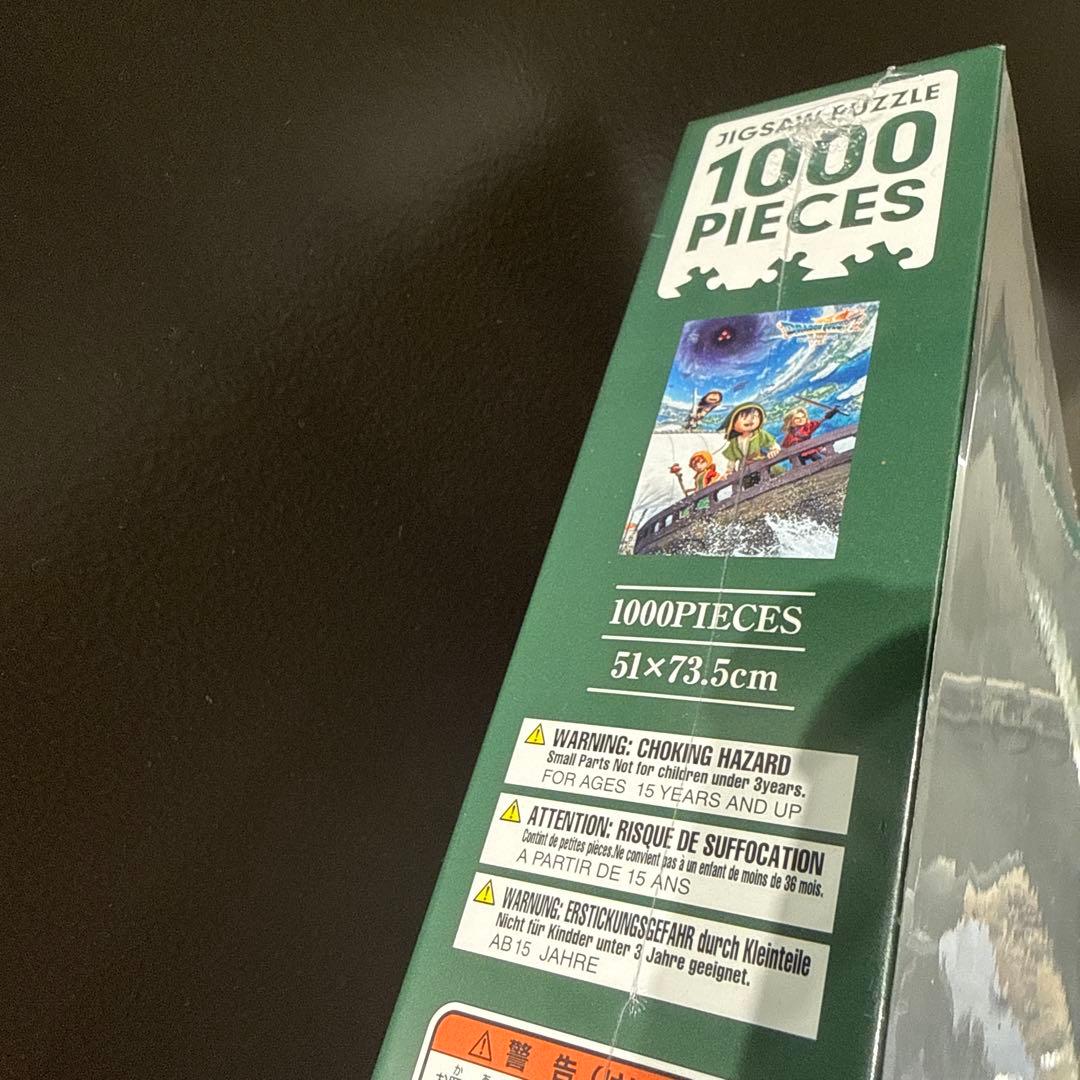 JIGSAW PUZZLE
1000
PIECES
DRAGON QUEST
1000PIECES
51×73.5cm
WARNING: CHOKING HAZARD
Small Parts Not for children under 3years.
FOR AGES 15 YEARS AND UP
ATTENTION: RISQUE DE SUFFOCATION
Contint de petites pièces.Ne convient pas à un enfant de moins de 36 mois.
A PARTIR DE 15 ANS
WARNUNG: ERSTICKUNGSGEFAHR durch Kleinteile
Nicht für Kindder unter 3 Jahre geeignet.
AB15 JAHRE
警告